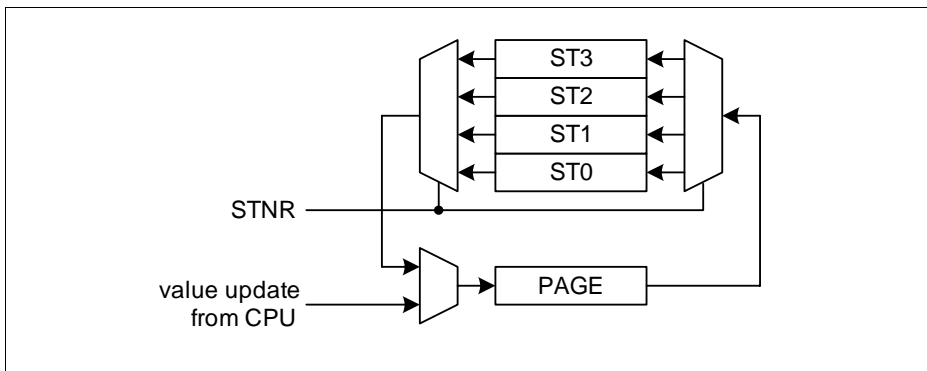 ST3
ST2
ST1
ST0
STNR
value update
from CPU
PAGE